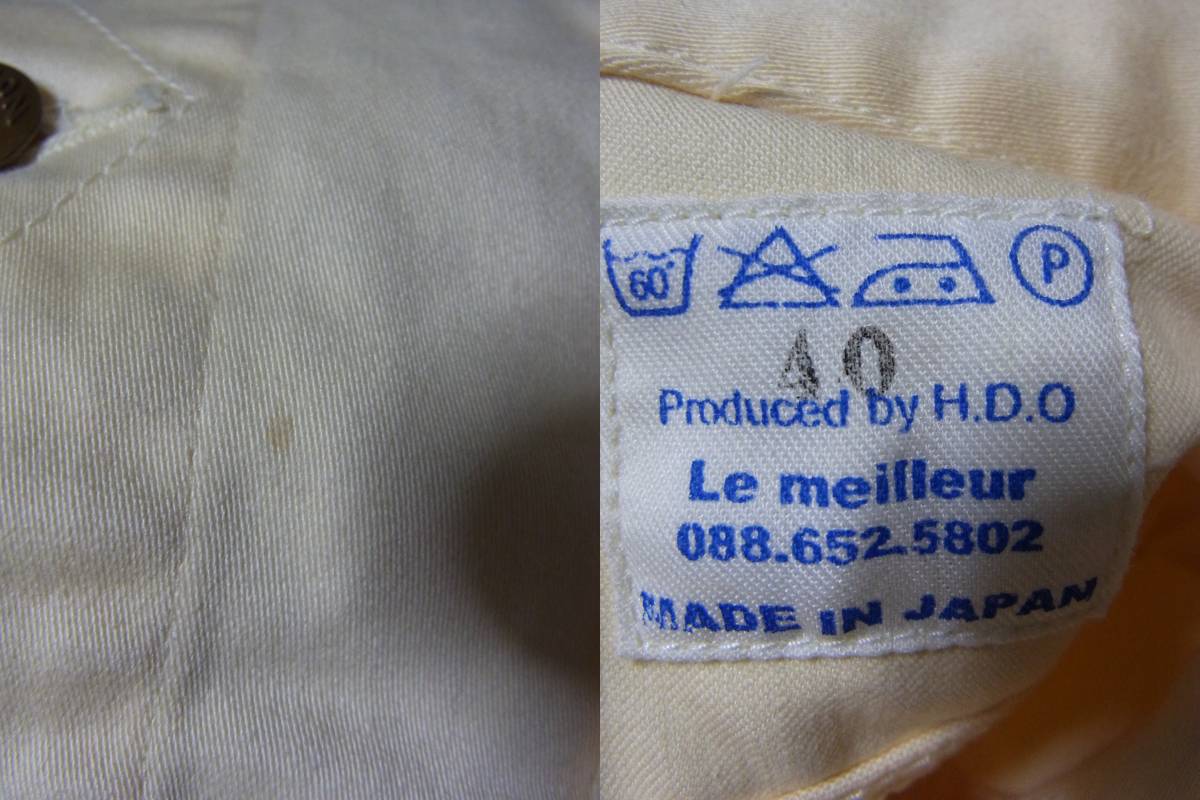 60°
P
40
Produced by H.D.O
Le meilleur
088.652.5802
MADE IN JAPAN